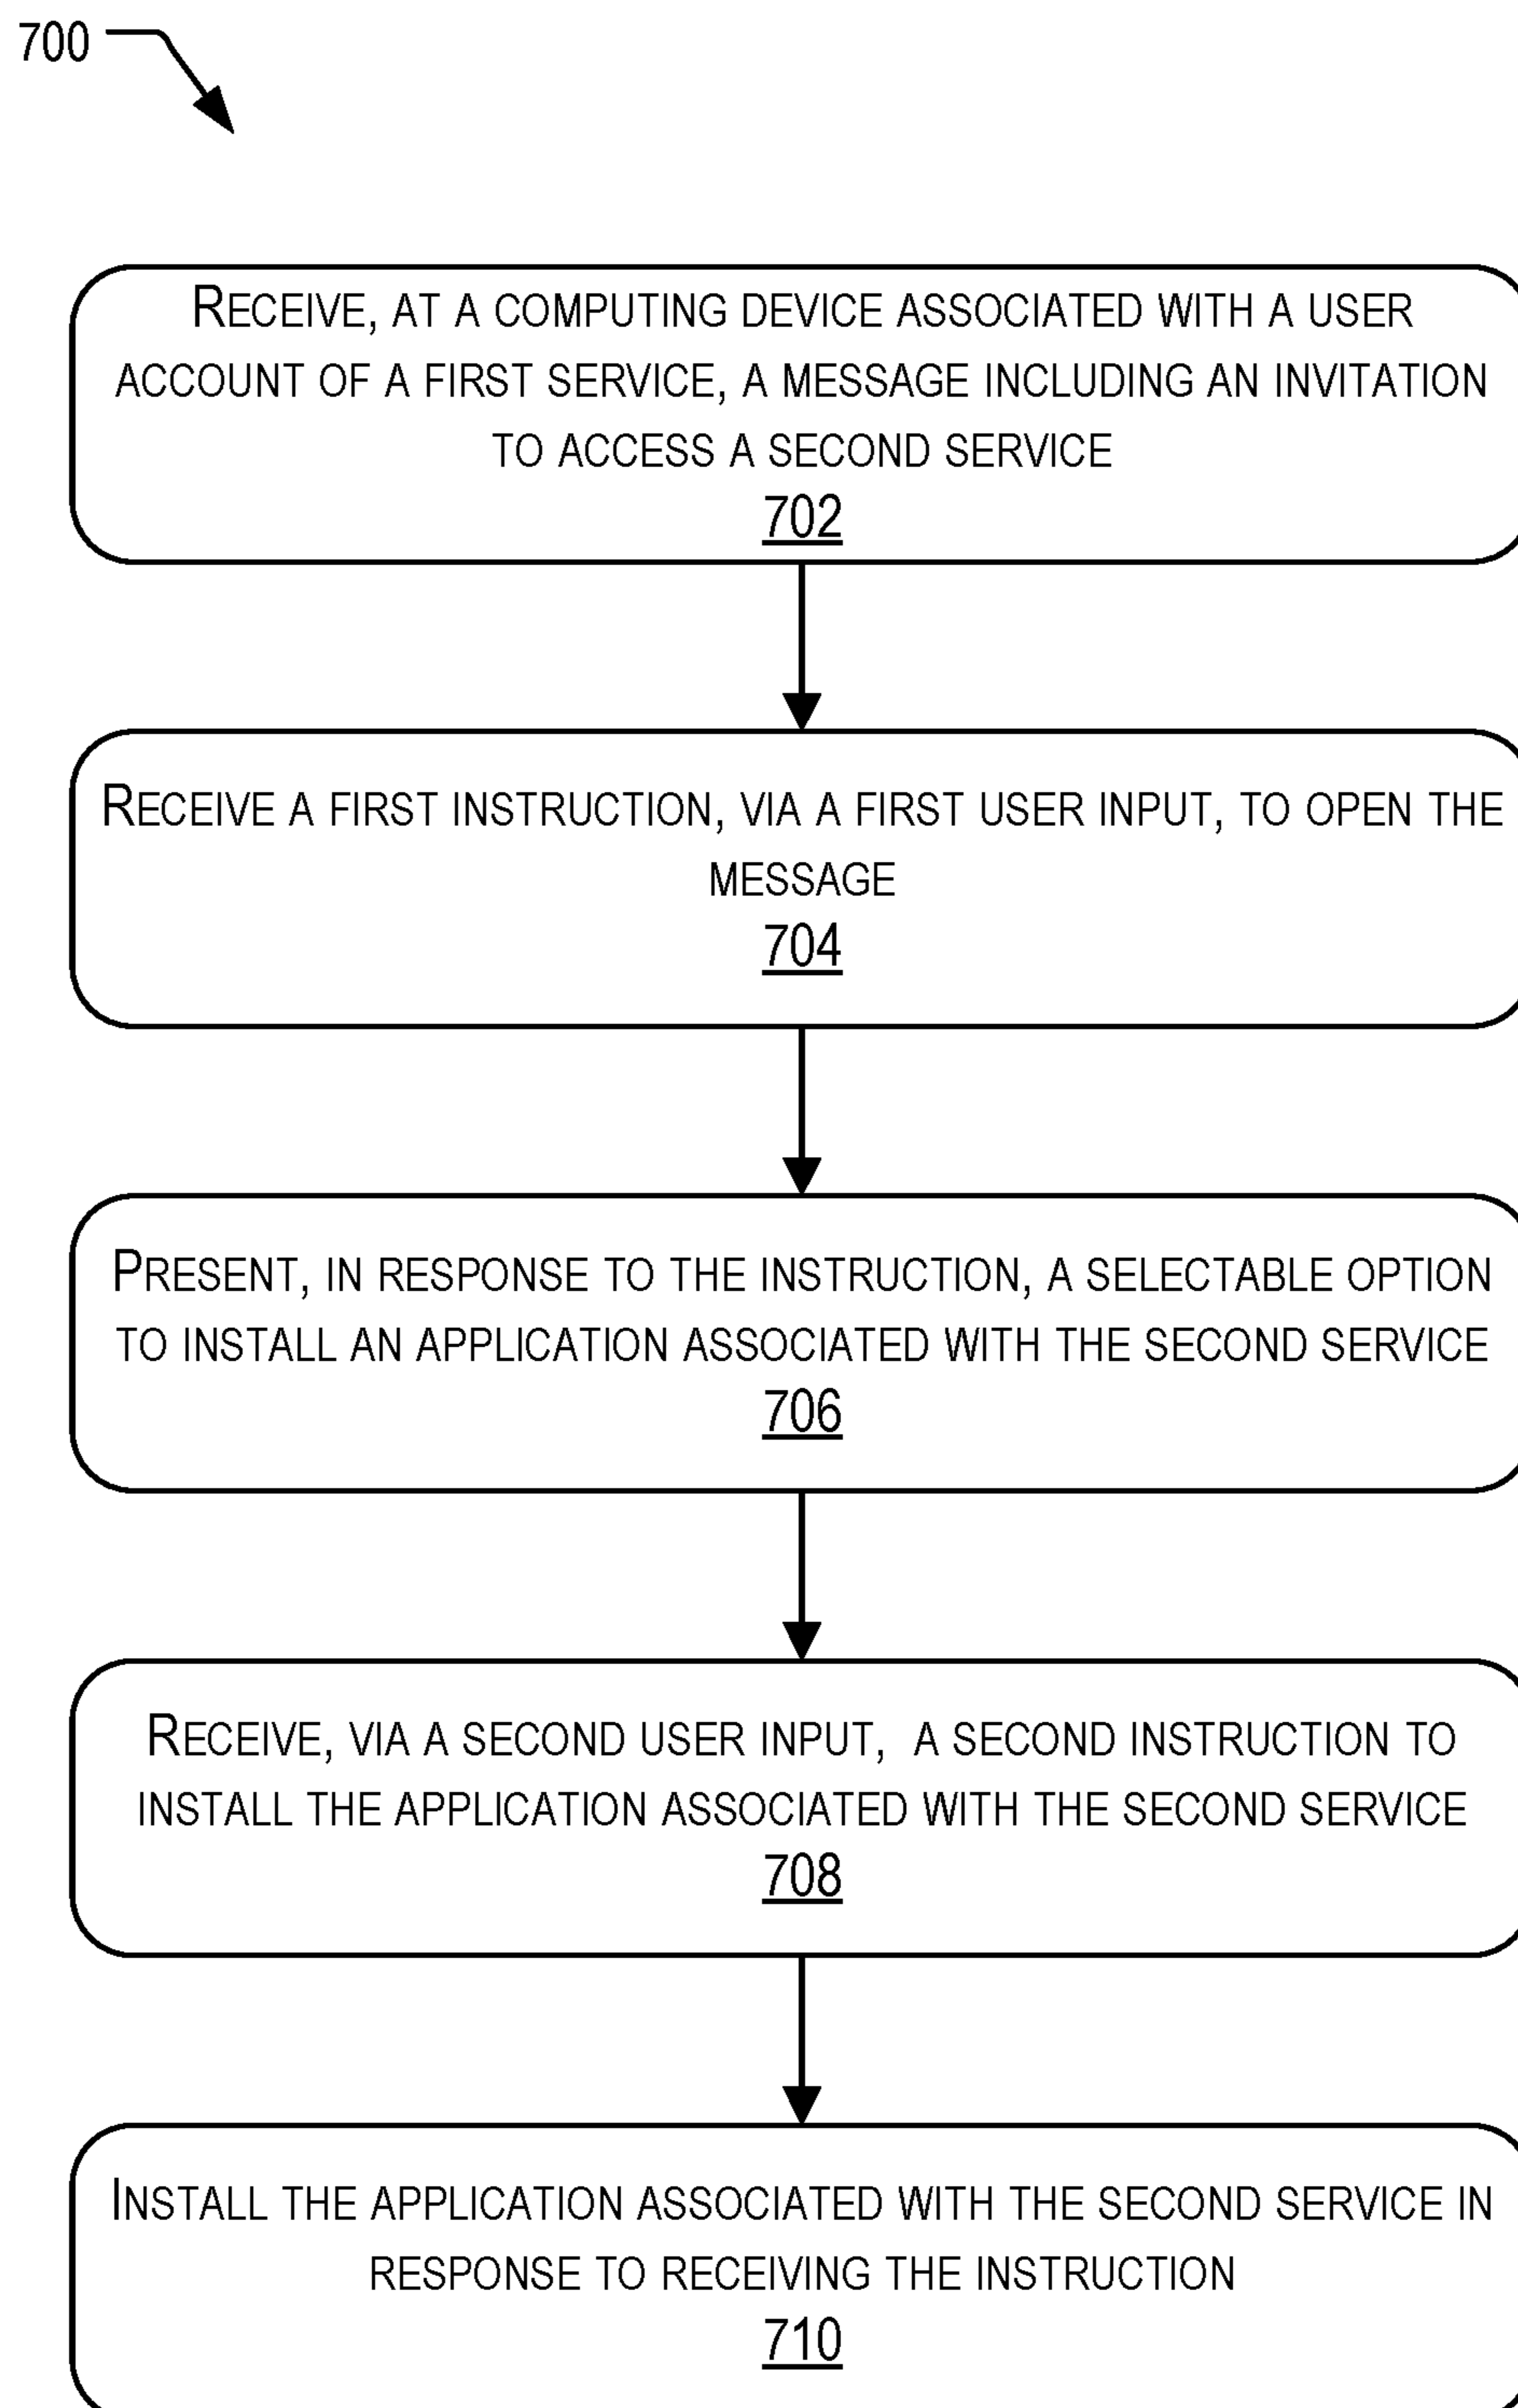 700
RECEIVE, AT A COMPUTING DEVICE ASSOCIATED WITH A USER
ACCOUNT OF A FIRST SERVICE, A MESSAGE INCLUDING AN INVITATION
TO ACCESS A SECOND SERVICE
702
RECEIVE A FIRST INSTRUCTION, VIA A FIRST USER INPUT, TO OPEN THE
MESSAGE
704
PRESENT, IN RESPONSE TO THE INSTRUCTION, A SELECTABLE OPTION
TO INSTALL AN APPLICATION ASSOCIATED WITH THE SECOND SERVICE
706
RECEIVE, VIA A SECOND USER INPUT, A SECOND INSTRUCTION TO
INSTALL THE APPLICATION ASSOCIATED WITH THE SECOND SERVICE
708
INSTALL THE APPLICATION ASSOCIATED WITH THE SECOND SERVICE IN
RESPONSE TO RECEIVING THE INSTRUCTION
710